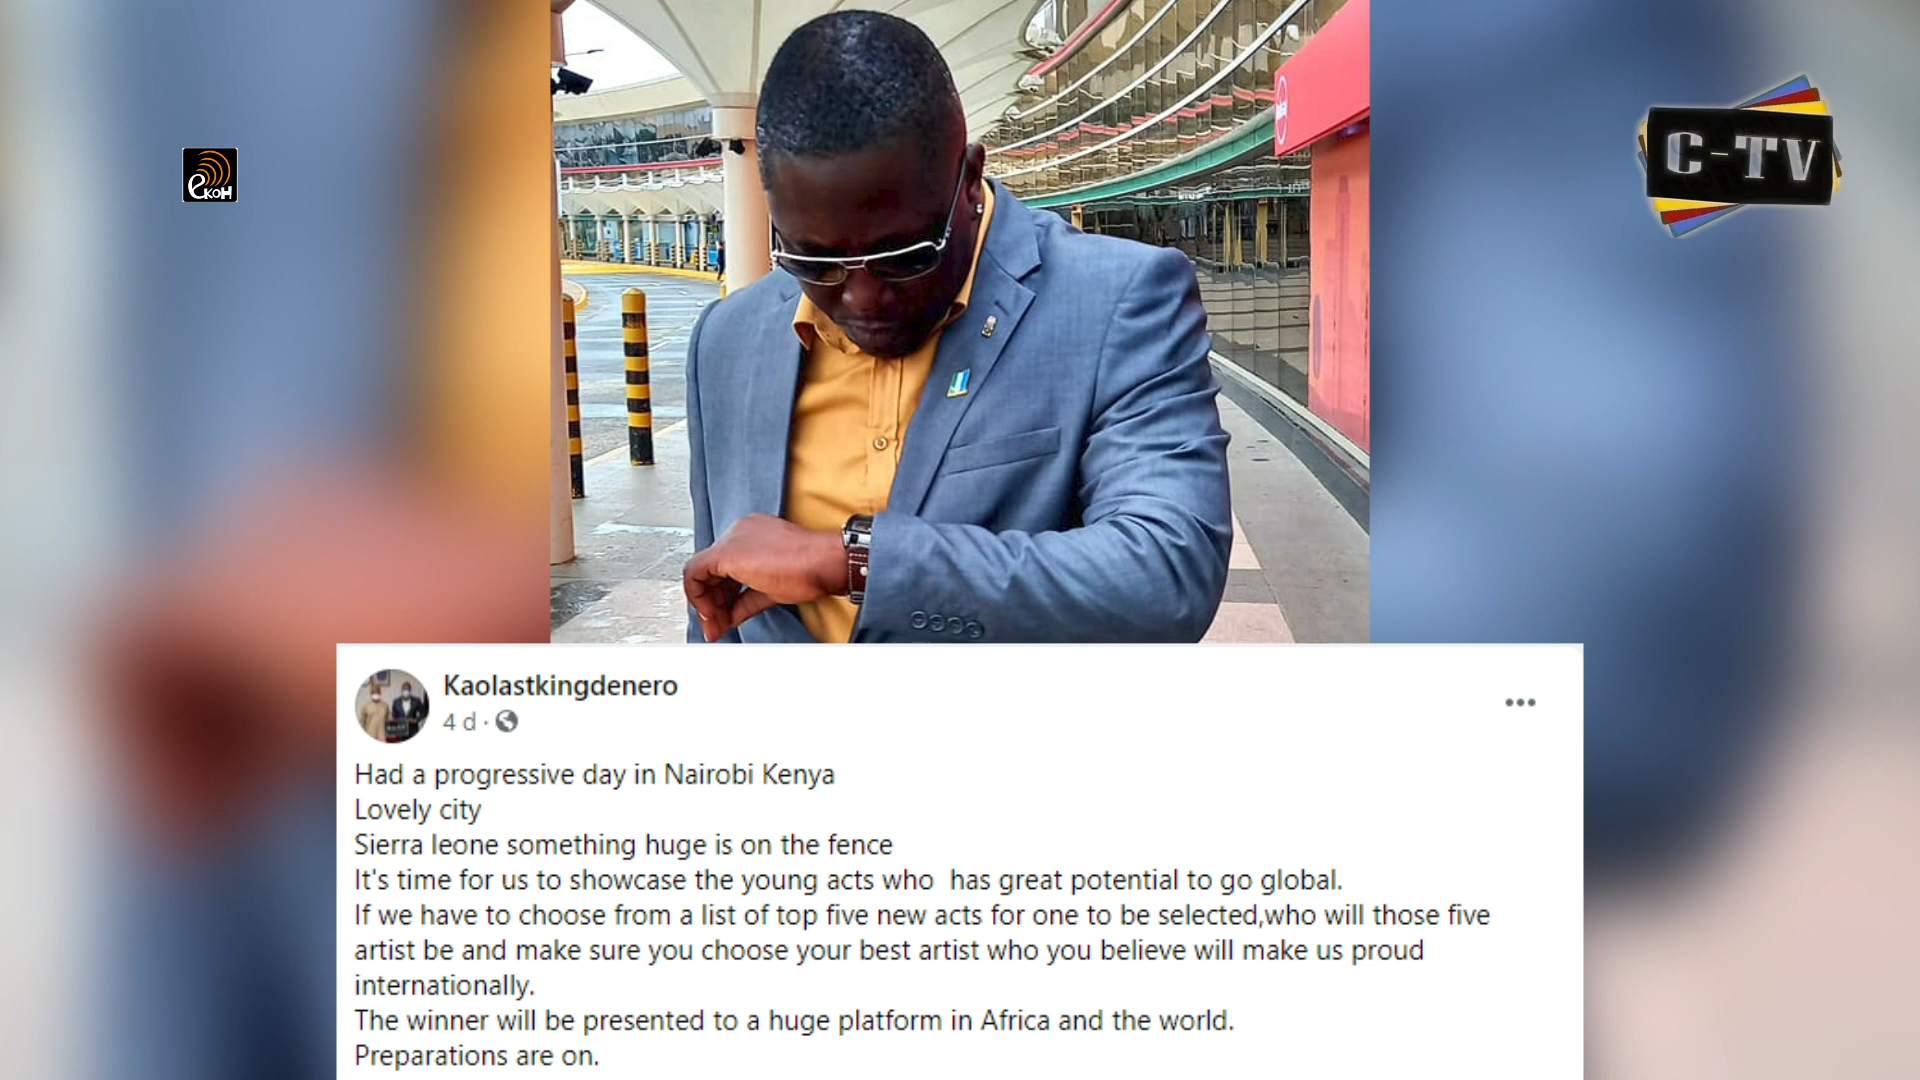 eKOH
C-TV
Kaolastkingdenero
4 d ·
Had a progressive day in Nairobi Kenya
Lovely city
Sierra leone something huge is on the fence
It's time for us to showcase the young acts who  has great potential to go global.
If we have to choose from a list of top five new acts for one to be selected,who will those five
artist be and make sure you choose your best artist who you believe will make us proud
internationally.
The winner will be presented to a huge platform in Africa and the world.
Preparations are on.